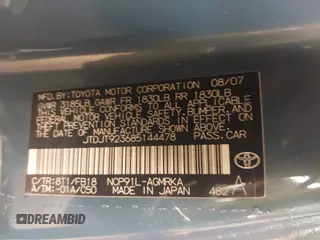 MFD. BY: TOYOTA MOTOR CORPORATION 08/07
GVWR 3185LB, GAWR FR 1830LB RR 1830LB
THIS VEHICLE CONFORMS TO ALL APPLICABLE
FEDERAL MOTOR VEHICLE SAFETY, BUMPER, AND
THEFT PREVENTION STANDARDS IN EFFECT ON THE
DATE OF MANUFACTURE SHOWN ABOVE.
JTDJT923685144478 PASS.CAR
C/TR:8T1/FB18 NCP91L-AGMRKA
A/TM:-01A/C50 MADE IN JAPAN
A
TOYOTA
DealerCenter